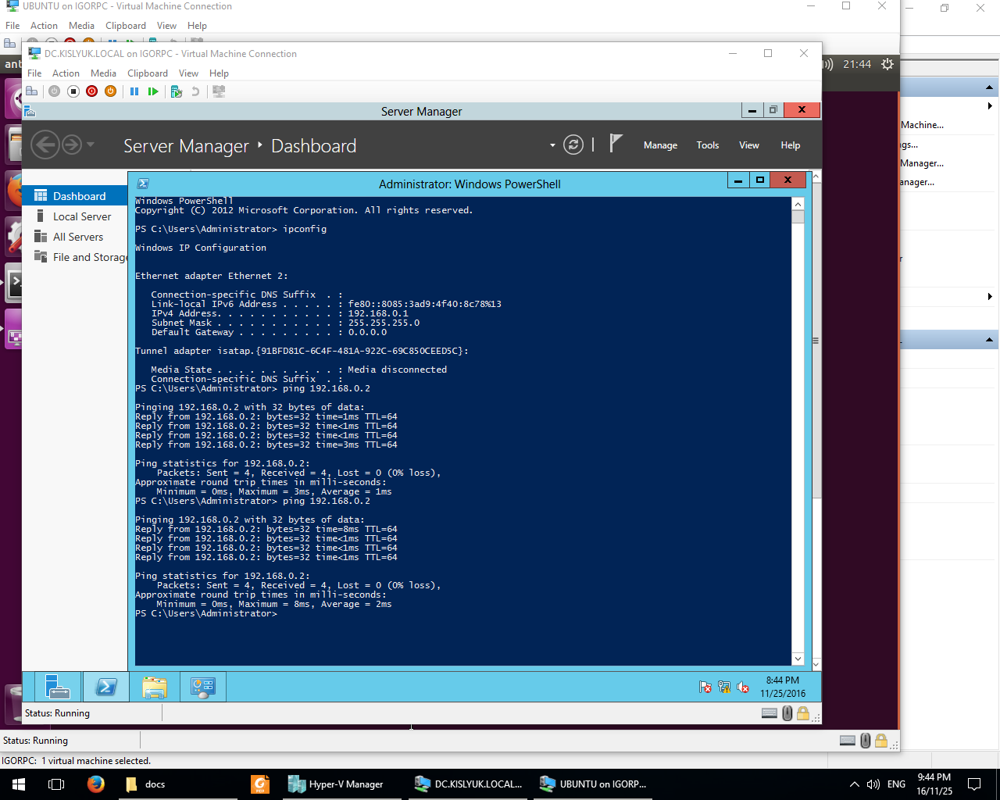 UBUNTU on IGORPC - Virtual Machine Connection
File Action Media Clipboard View Help
DC.KISLYUK.LOCAL on IGORPC - Virtual Machine Connection
ant
21:44
File Action Media Clipboard View Help
Server Manager
Server Manager • Dashboard
Manage Tools View Help
Machine...
gs...
Manager...
anager...
r
Dashboard
Local Server
All Servers
File and Storage
Administrator: Windows PowerShell
Windows PowerShell
Copyright (C) 2012 Microsoft Corporation. All rights reserved.
PS C:\Users\Administrator> ipconfig
Windows IP Configuration
Ethernet adapter Ethernet 2:
Connection-specific DNS Suffix . :
Link-local IPv6 Address . . . . . : fe80::8085:3ad9:4f40:8c78%13
IPv4 Address. . . . . . . . . . . : 192.168.0.1
Subnet Mask . . . . . . . . . . . : 255.255.255.0
Default Gateway . . . . . . . . . : 0.0.0.0
Tunnel adapter isatap.{91BFD81C-6C4F-481A-922C-69C850CEED5C}:
Media State . . . . . . . . . . . : Media disconnected
Connection-specific DNS Suffix . :
PS C:\Users\Administrator> ping 192.168.0.2
Pinging 192.168.0.2 with 32 bytes of data:
Reply from 192.168.0.2: bytes=32 time=1ms TTL=64
Reply from 192.168.0.2: bytes=32 time<1ms TTL=64
Reply from 192.168.0.2: bytes=32 time<1ms TTL=64
Reply from 192.168.0.2: bytes=32 time=3ms TTL=64
Ping statistics for 192.168.0.2:
Packets: Sent = 4, Received = 4, Lost = 0 (0% loss),
Approximate round trip times in milli-seconds:
Minimum = 0ms, Maximum = 3ms, Average = 1ms
PS C:\Users\Administrator> ping 192.168.0.2
Pinging 192.168.0.2 with 32 bytes of data:
Reply from 192.168.0.2: bytes=32 time=8ms TTL=64
Reply from 192.168.0.2: bytes=32 time<1ms TTL=64
Reply from 192.168.0.2: bytes=32 time<1ms TTL=64
Reply from 192.168.0.2: bytes=32 time<1ms TTL=64
Ping statistics for 192.168.0.2:
Packets: Sent = 4, Received = 4, Lost = 0 (0% loss),
Approximate round trip times in milli-seconds:
Minimum = 0ms, Maximum = 8ms, Average = 2ms
PS C:\Users\Administrator>
8:44 PM
11/25/2016
Status: Running
Status: Running
IGORPC: 1 virtual machine selected.
docs
PDF
Hyper-V Manager
DC.KISLYUK.LOCAL...
UBUNTU on IGORP...
ENG
9:44 PM
16/11/25